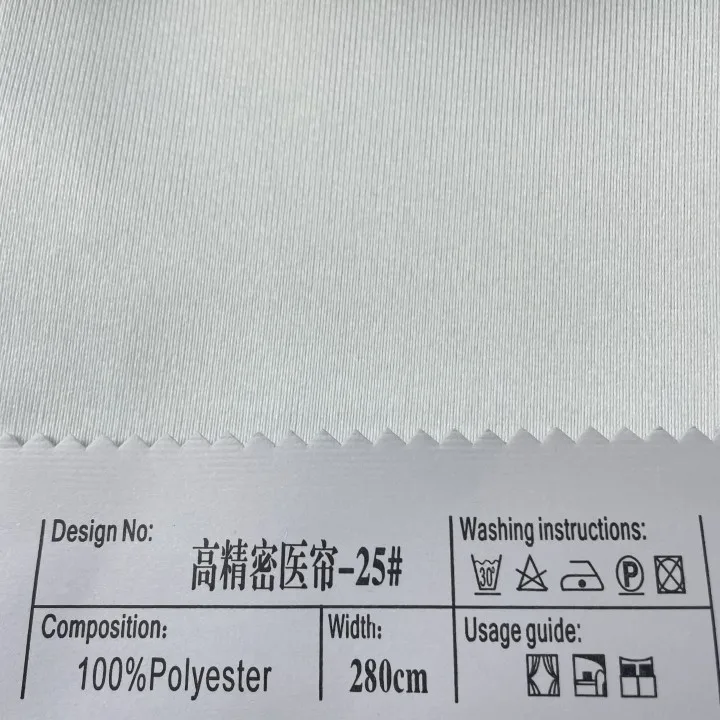 Design No:
高精密医帘-25#
Washing instructions:
30°
P
Composition:
100%Polyester
Width:
280cm
Usage guide: